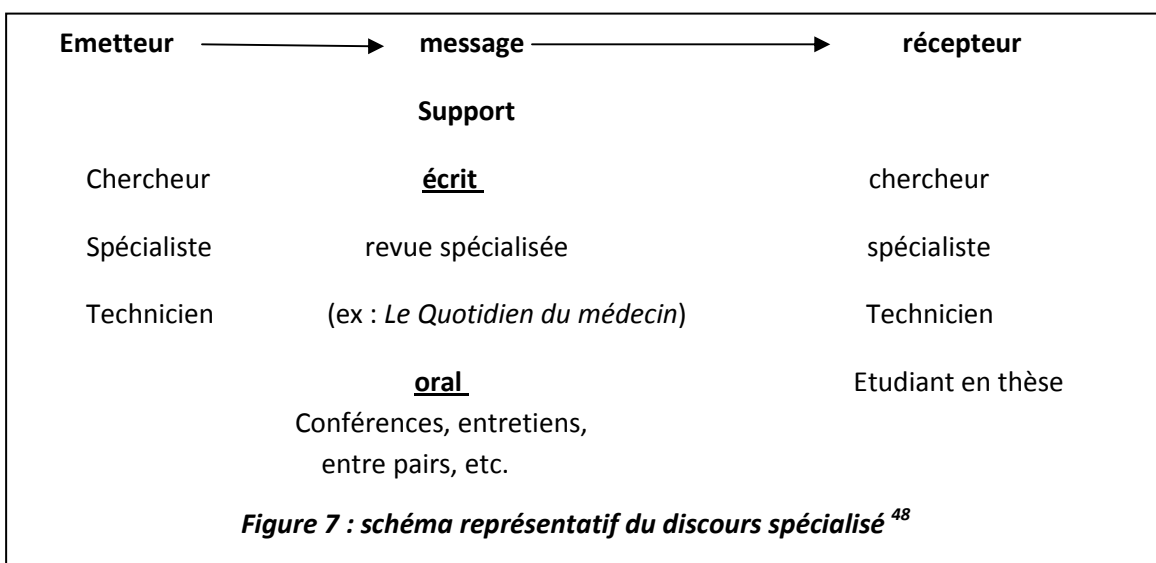 Emetteur message récepteur
Support
Chercheur écrit chercheur
Spécialiste revue spécialisée spécialiste
Technicien (ex : Le Quotidien du médecin) Technicien
oral Etudiant en thèse
Conférences, entretiens,
entre pairs, etc.
Figure 7 : schéma représentatif du discours spécialisé 48